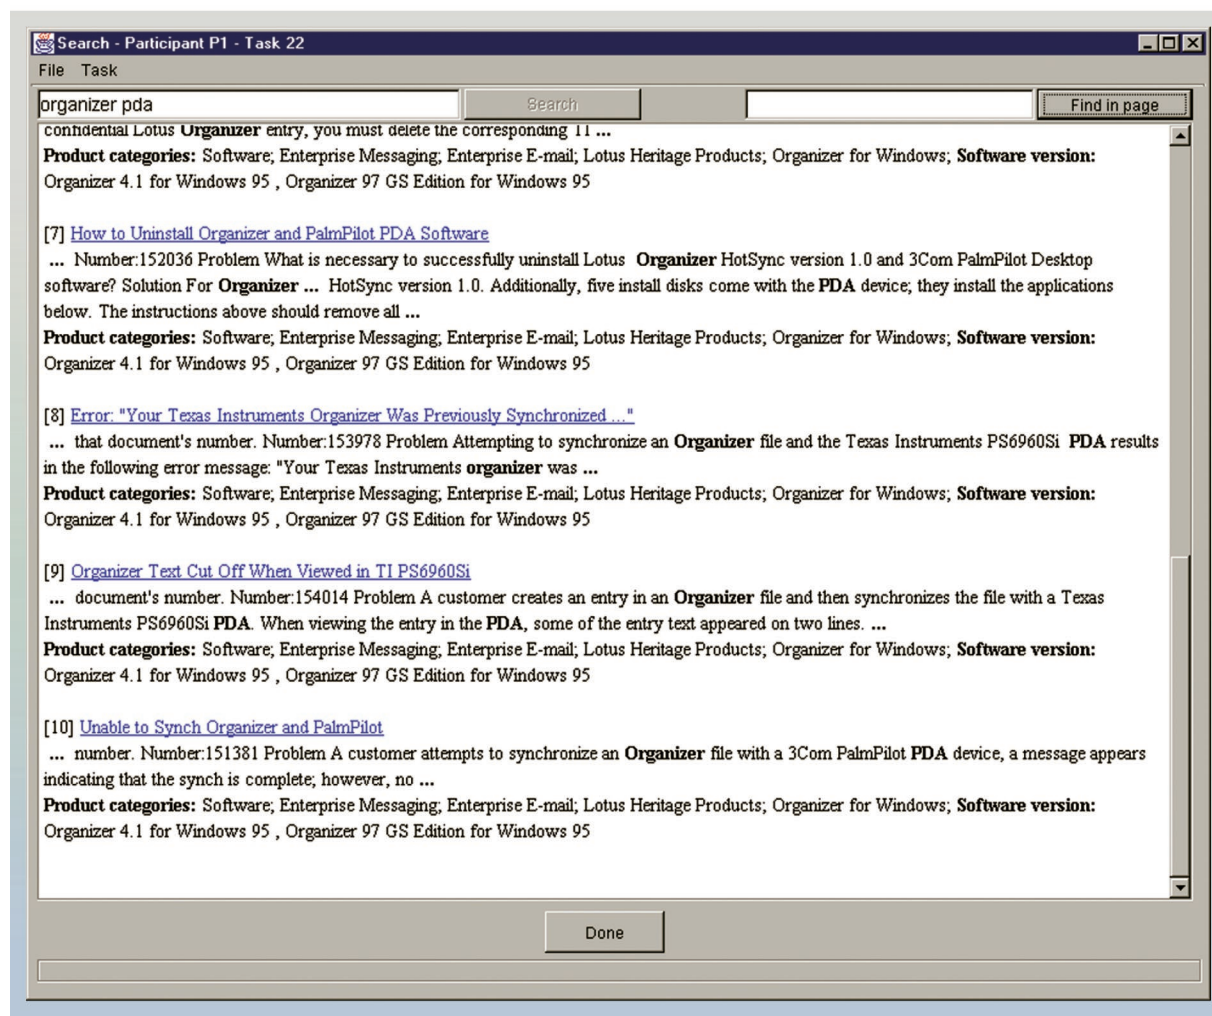 Search - Participant P1 - Task 22
File Task
organizer pda Search Find in page
confidential Lotus Organizer entry, you must delete the corresponding TI ...
Product categories: Software; Enterprise Messaging; Enterprise E-mail; Lotus Heritage Products; Organizer for Windows; Software version:
Organizer 4.1 for Windows 95 , Organizer 97 GS Edition for Windows 95
[7] How to Uninstall Organizer and PalmPilot PDA Software
... Number:152036 Problem What is necessary to successfully uninstall Lotus Organizer HotSync version 1.0 and 3Com PalmPilot Desktop
software? Solution For Organizer ... HotSync version 1.0. Additionally, five install disks come with the PDA device; they install the applications
below. The instructions above should remove all ...
Product categories: Software; Enterprise Messaging; Enterprise E-mail; Lotus Heritage Products; Organizer for Windows; Software version:
Organizer 4.1 for Windows 95 , Organizer 97 GS Edition for Windows 95
[8] Error: "Your Texas Instruments Organizer Was Previously Synchronized ..."
... that document's number. Number:153978 Problem Attempting to synchronize an Organizer file and the Texas Instruments PS6960Si PDA results
in the following error message: "Your Texas Instruments organizer was ...
Product categories: Software; Enterprise Messaging; Enterprise E-mail; Lotus Heritage Products; Organizer for Windows; Software version:
Organizer 4.1 for Windows 95 , Organizer 97 GS Edition for Windows 95
[9] Organizer Text Cut Off When Viewed in TI PS6960Si
... document's number. Number:154014 Problem A customer creates an entry in an Organizer file and then synchronizes the file with a Texas
Instruments PS6960Si PDA. When viewing the entry in the PDA, some of the entry text appeared on two lines. ...
Product categories: Software; Enterprise Messaging; Enterprise E-mail; Lotus Heritage Products; Organizer for Windows; Software version:
Organizer 4.1 for Windows 95 , Organizer 97 GS Edition for Windows 95
[10] Unable to Synch Organizer and PalmPilot
... number. Number:151381 Problem A customer attempts to synchronize an Organizer file with a 3Com PalmPilot PDA device, a message appears
indicating that the synch is complete; however, no ...
Product categories: Software; Enterprise Messaging; Enterprise E-mail; Lotus Heritage Products; Organizer for Windows; Software version:
Organizer 4.1 for Windows 95 , Organizer 97 GS Edition for Windows 95
Done